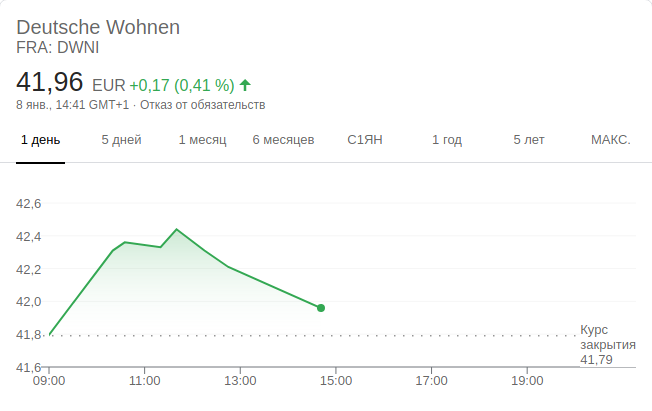 Deutsche Wohnen
FRA: DWNI
41,96 EUR +0,17 (0,41 %)
8 янв., 14:41 GMT+1 · Отказ от обязательств
1 день 5 дней 1 месяц 6 месяцев С1ЯН 1 год 5 лет МАКС.
42,6
42,4
42,2
42,0
41,8
41,6
Курс
закрытия
41,79
09:00 11:00 13:00 15:00 17:00 19:00